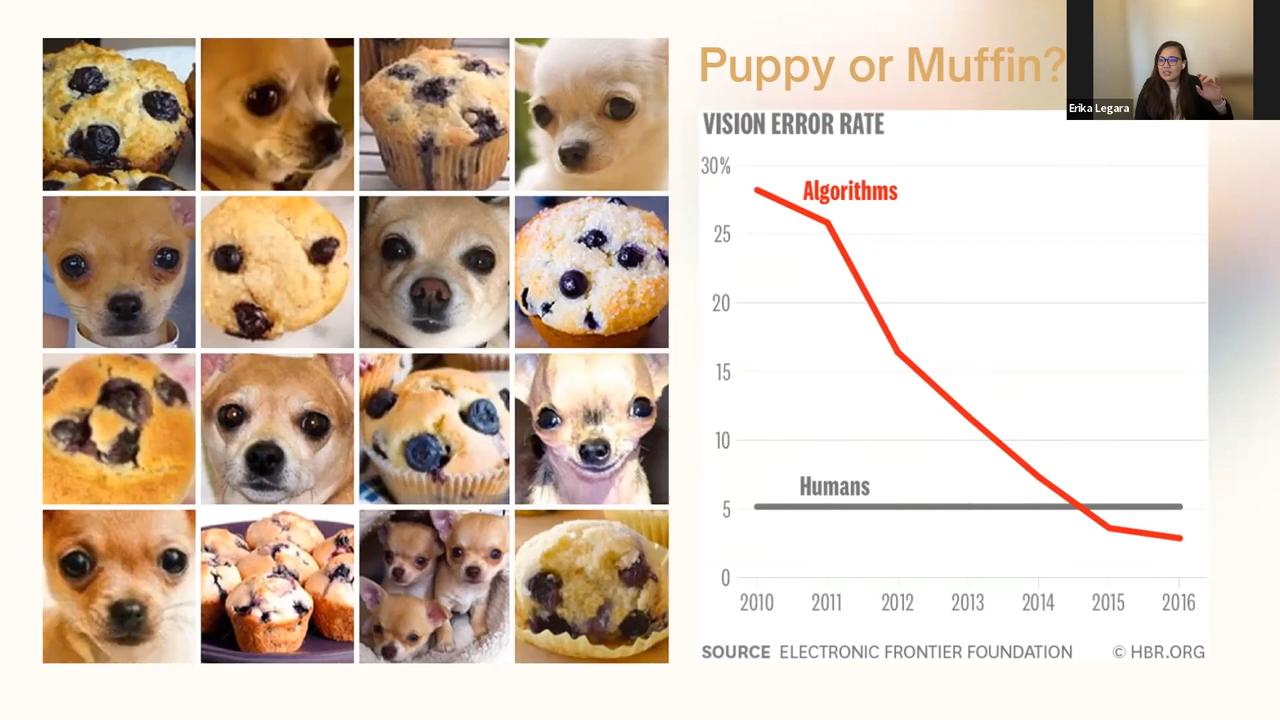 Puppy or Muffin?
Erika Legara
VISION ERROR RATE
30%
Algorithms
25
20
15
10
Humans
5
0
2010 2011 2012 2013 2014 2015 2016
SOURCE ELECTRONIC FRONTIER FOUNDATION © HBR.ORG